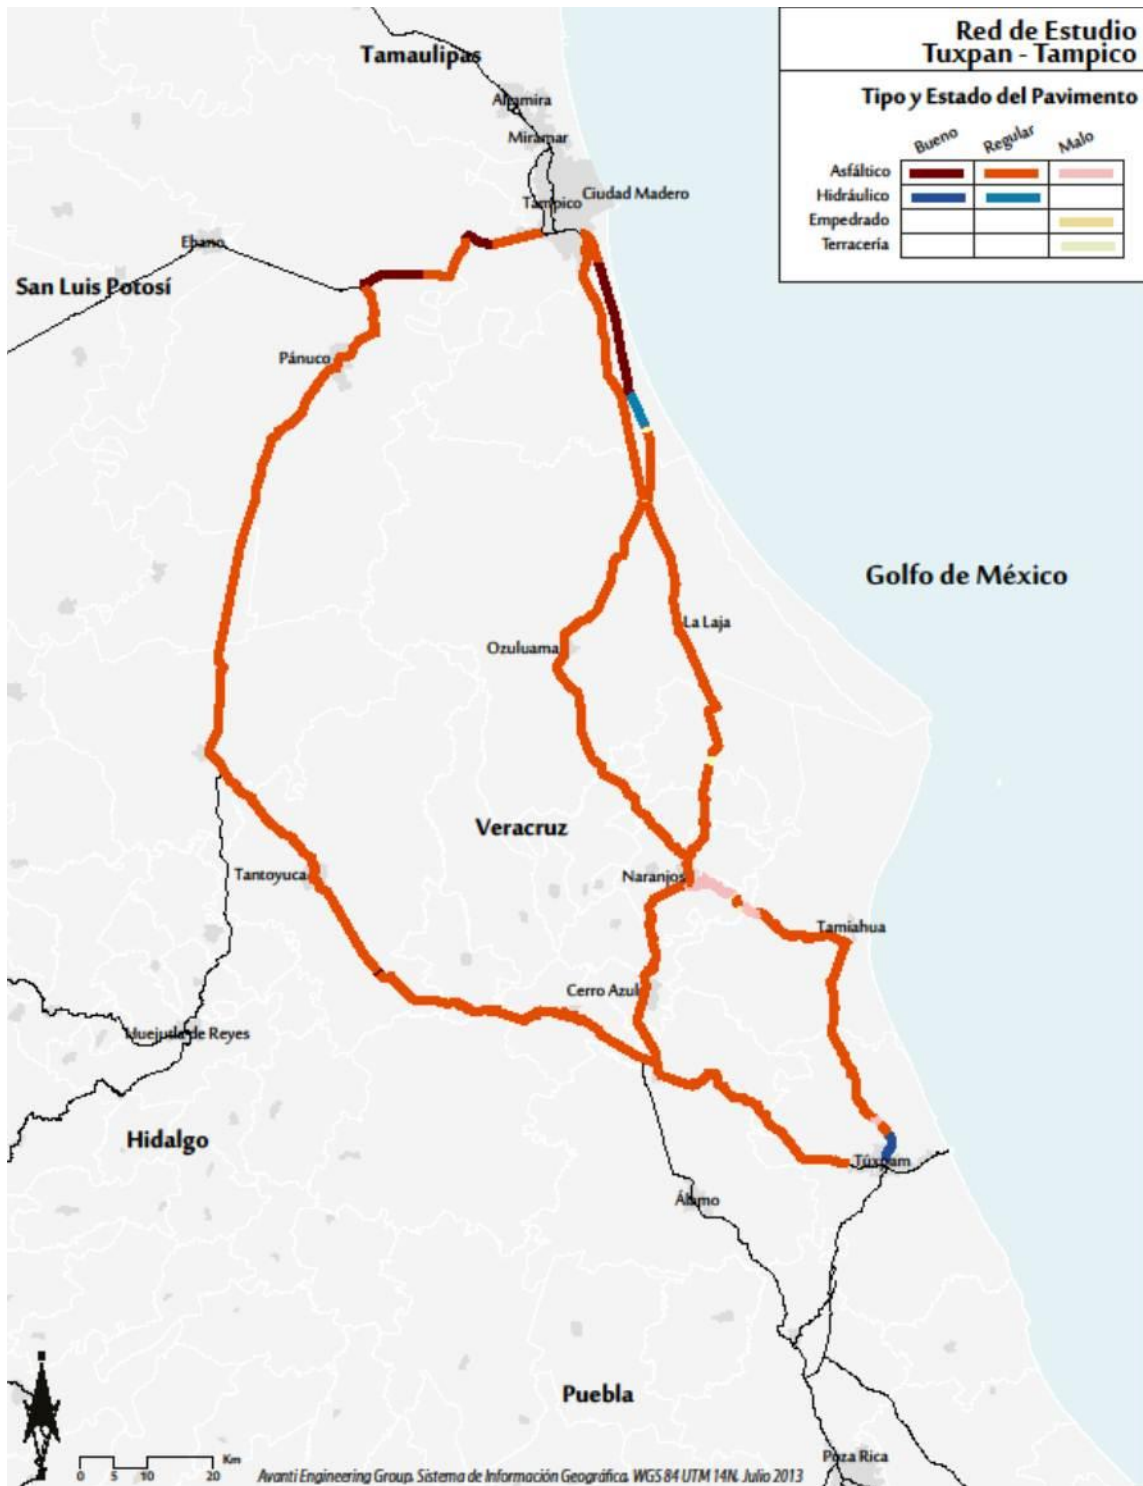 Red de Estudio
Tuxpan - Tampico
Tipo y Estado del Pavimento
Bueno
Regular
Malo
Asfáltico
Hidráulico
Empedrado
Terracería
Tamaulipas
Altamira
Miramar
Ciudad Madero
Tampico
Ebano
San Luis Potosí
Pánuco
Golfo de México
La Laja
Ozuluama
Veracruz
Naranjos
Tantoyuca
Tamiahua
Cerro Azul
Huejutla de Reyes
Hidalgo
Túxpam
Álamo
Puebla
Poza Rica
Km
0 5 10 20
Avanti Engineering Group. Sistema de Información Geográfica. WGS 84 UTM 14N. Julio 2013